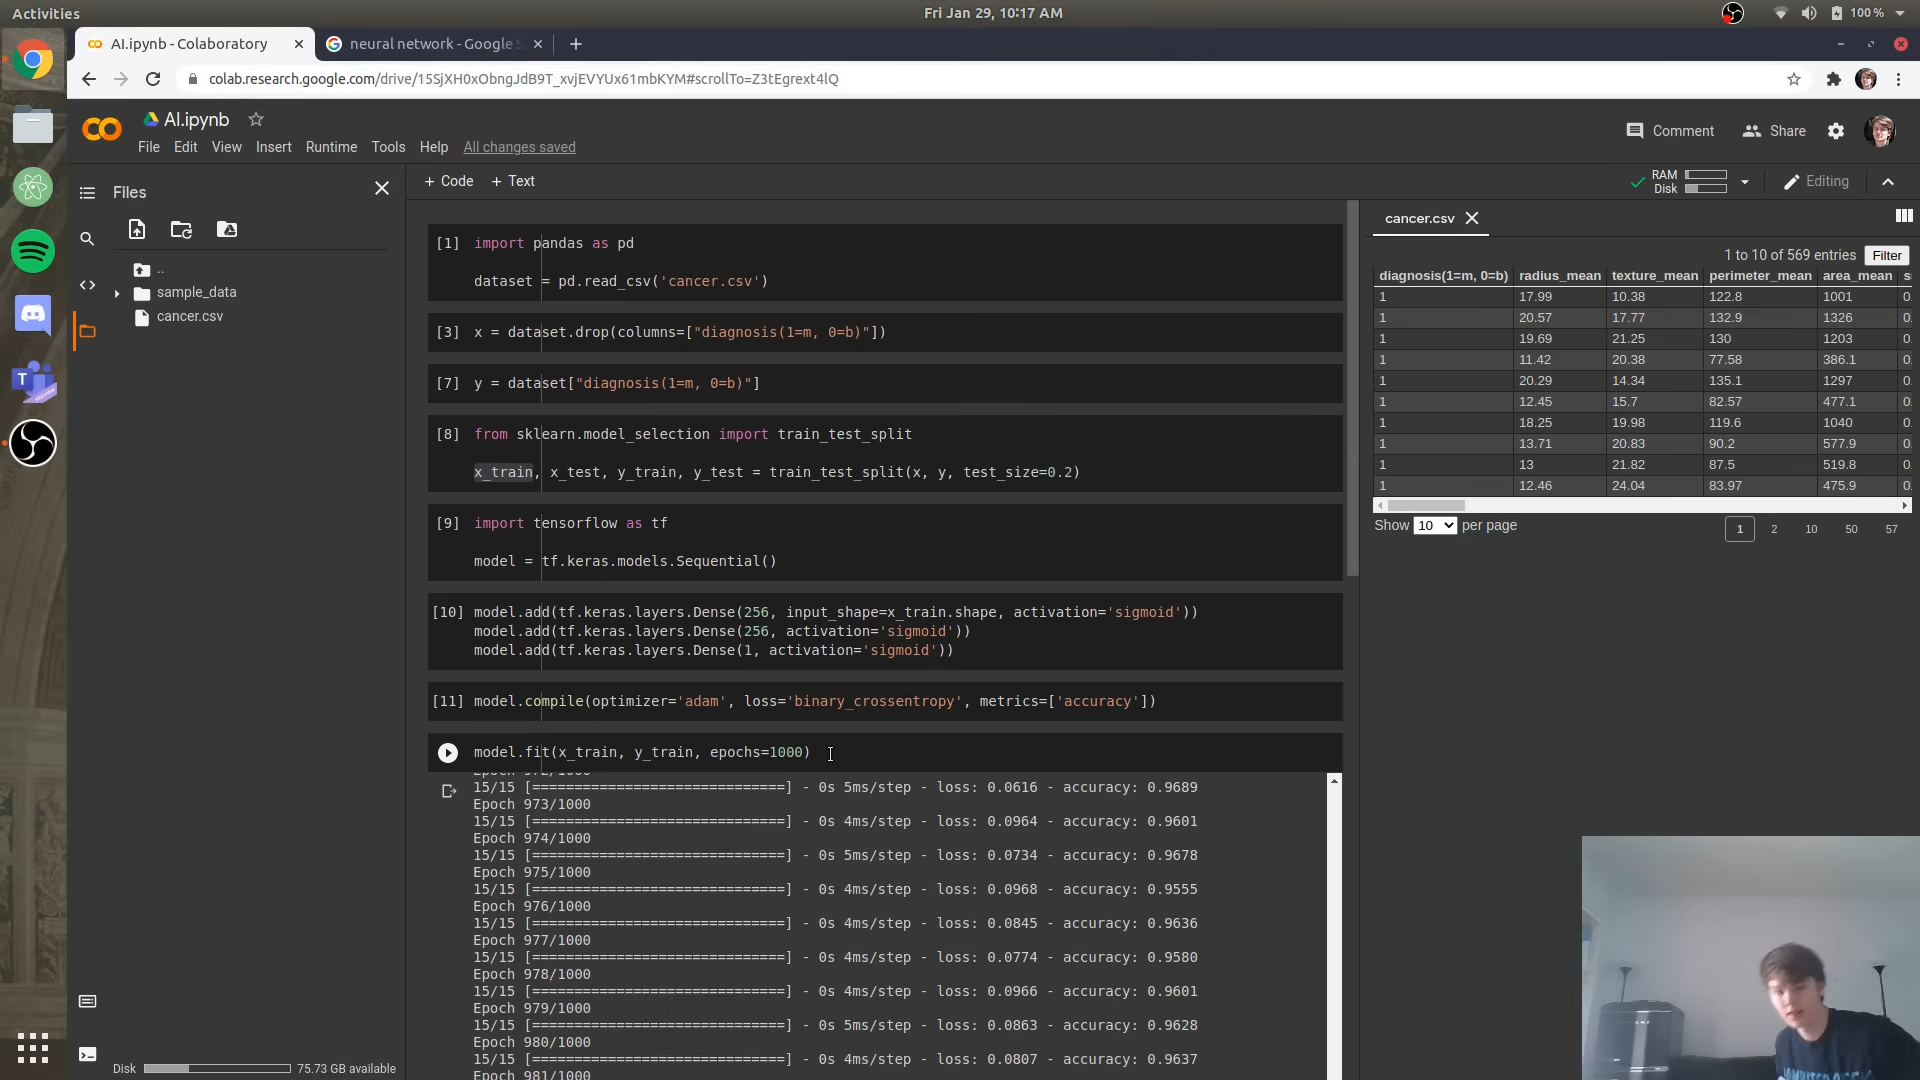 Activities
Fri Jan 29, 10:17 AM
100 %
AI.ipynb - Colaboratory
neural network - Google
colab.research.google.com/drive/15SjXH0xObngJdB9T_xvjEVYUx61mbKYM#scrollTo=Z3tEgrext4lQ
AI.ipynb
File Edit View Insert Runtime Tools Help All changes saved
Comment
Share
Files
+ Code + Text
RAM
Disk
Editing
..
sample_data
cancer.csv
[1] import pandas as pd
dataset = pd.read_csv('cancer.csv')
[3] x = dataset.drop(columns=["diagnosis(1=m, 0=b)"])
[7] y = dataset["diagnosis(1=m, 0=b)"]
[8] from sklearn.model_selection import train_test_split
x_train, x_test, y_train, y_test = train_test_split(x, y, test_size=0.2)
[9] import tensorflow as tf
model = tf.keras.models.Sequential()
[10] model.add(tf.keras.layers.Dense(256, input_shape=x_train.shape, activation='sigmoid'))
model.add(tf.keras.layers.Dense(256, activation='sigmoid'))
model.add(tf.keras.layers.Dense(1, activation='sigmoid'))
[11] model.compile(optimizer='adam', loss='binary_crossentropy', metrics=['accuracy'])
model.fit(x_train, y_train, epochs=1000)
Epoch 972/1000
15/15 [==============================] - 0s 5ms/step - loss: 0.0616 - accuracy: 0.9689
Epoch 973/1000
15/15 [==============================] - 0s 4ms/step - loss: 0.0964 - accuracy: 0.9601
Epoch 974/1000
15/15 [==============================] - 0s 5ms/step - loss: 0.0734 - accuracy: 0.9678
Epoch 975/1000
15/15 [==============================] - 0s 4ms/step - loss: 0.0968 - accuracy: 0.9555
Epoch 976/1000
15/15 [==============================] - 0s 4ms/step - loss: 0.0845 - accuracy: 0.9636
Epoch 977/1000
15/15 [==============================] - 0s 4ms/step - loss: 0.0774 - accuracy: 0.9580
Epoch 978/1000
15/15 [==============================] - 0s 4ms/step - loss: 0.0966 - accuracy: 0.9601
Epoch 979/1000
15/15 [==============================] - 0s 5ms/step - loss: 0.0863 - accuracy: 0.9628
Epoch 980/1000
15/15 [==============================] - 0s 4ms/step - loss: 0.0807 - accuracy: 0.9637
Epoch 981/1000
cancer.csv
1 to 10 of 569 entries Filter
diagnosis(1=m, 0=b) radius_mean texture_mean perimeter_mean area_mean s
1 17.99 10.38 122.8 1001 0.
1 20.57 17.77 132.9 1326 0.
1 19.69 21.25 130 1203 0.
1 11.42 20.38 77.58 386.1 0.
1 20.29 14.34 135.1 1297 0.
1 12.45 15.7 82.57 477.1 0.
1 18.25 19.98 119.6 1040 0.
1 13.71 20.83 90.2 577.9 0.
1 13 21.82 87.5 519.8 0.
1 12.46 24.04 83.97 475.9 0.
Show 10 per page
1 2 10 50 57
Disk 75.73 GB available